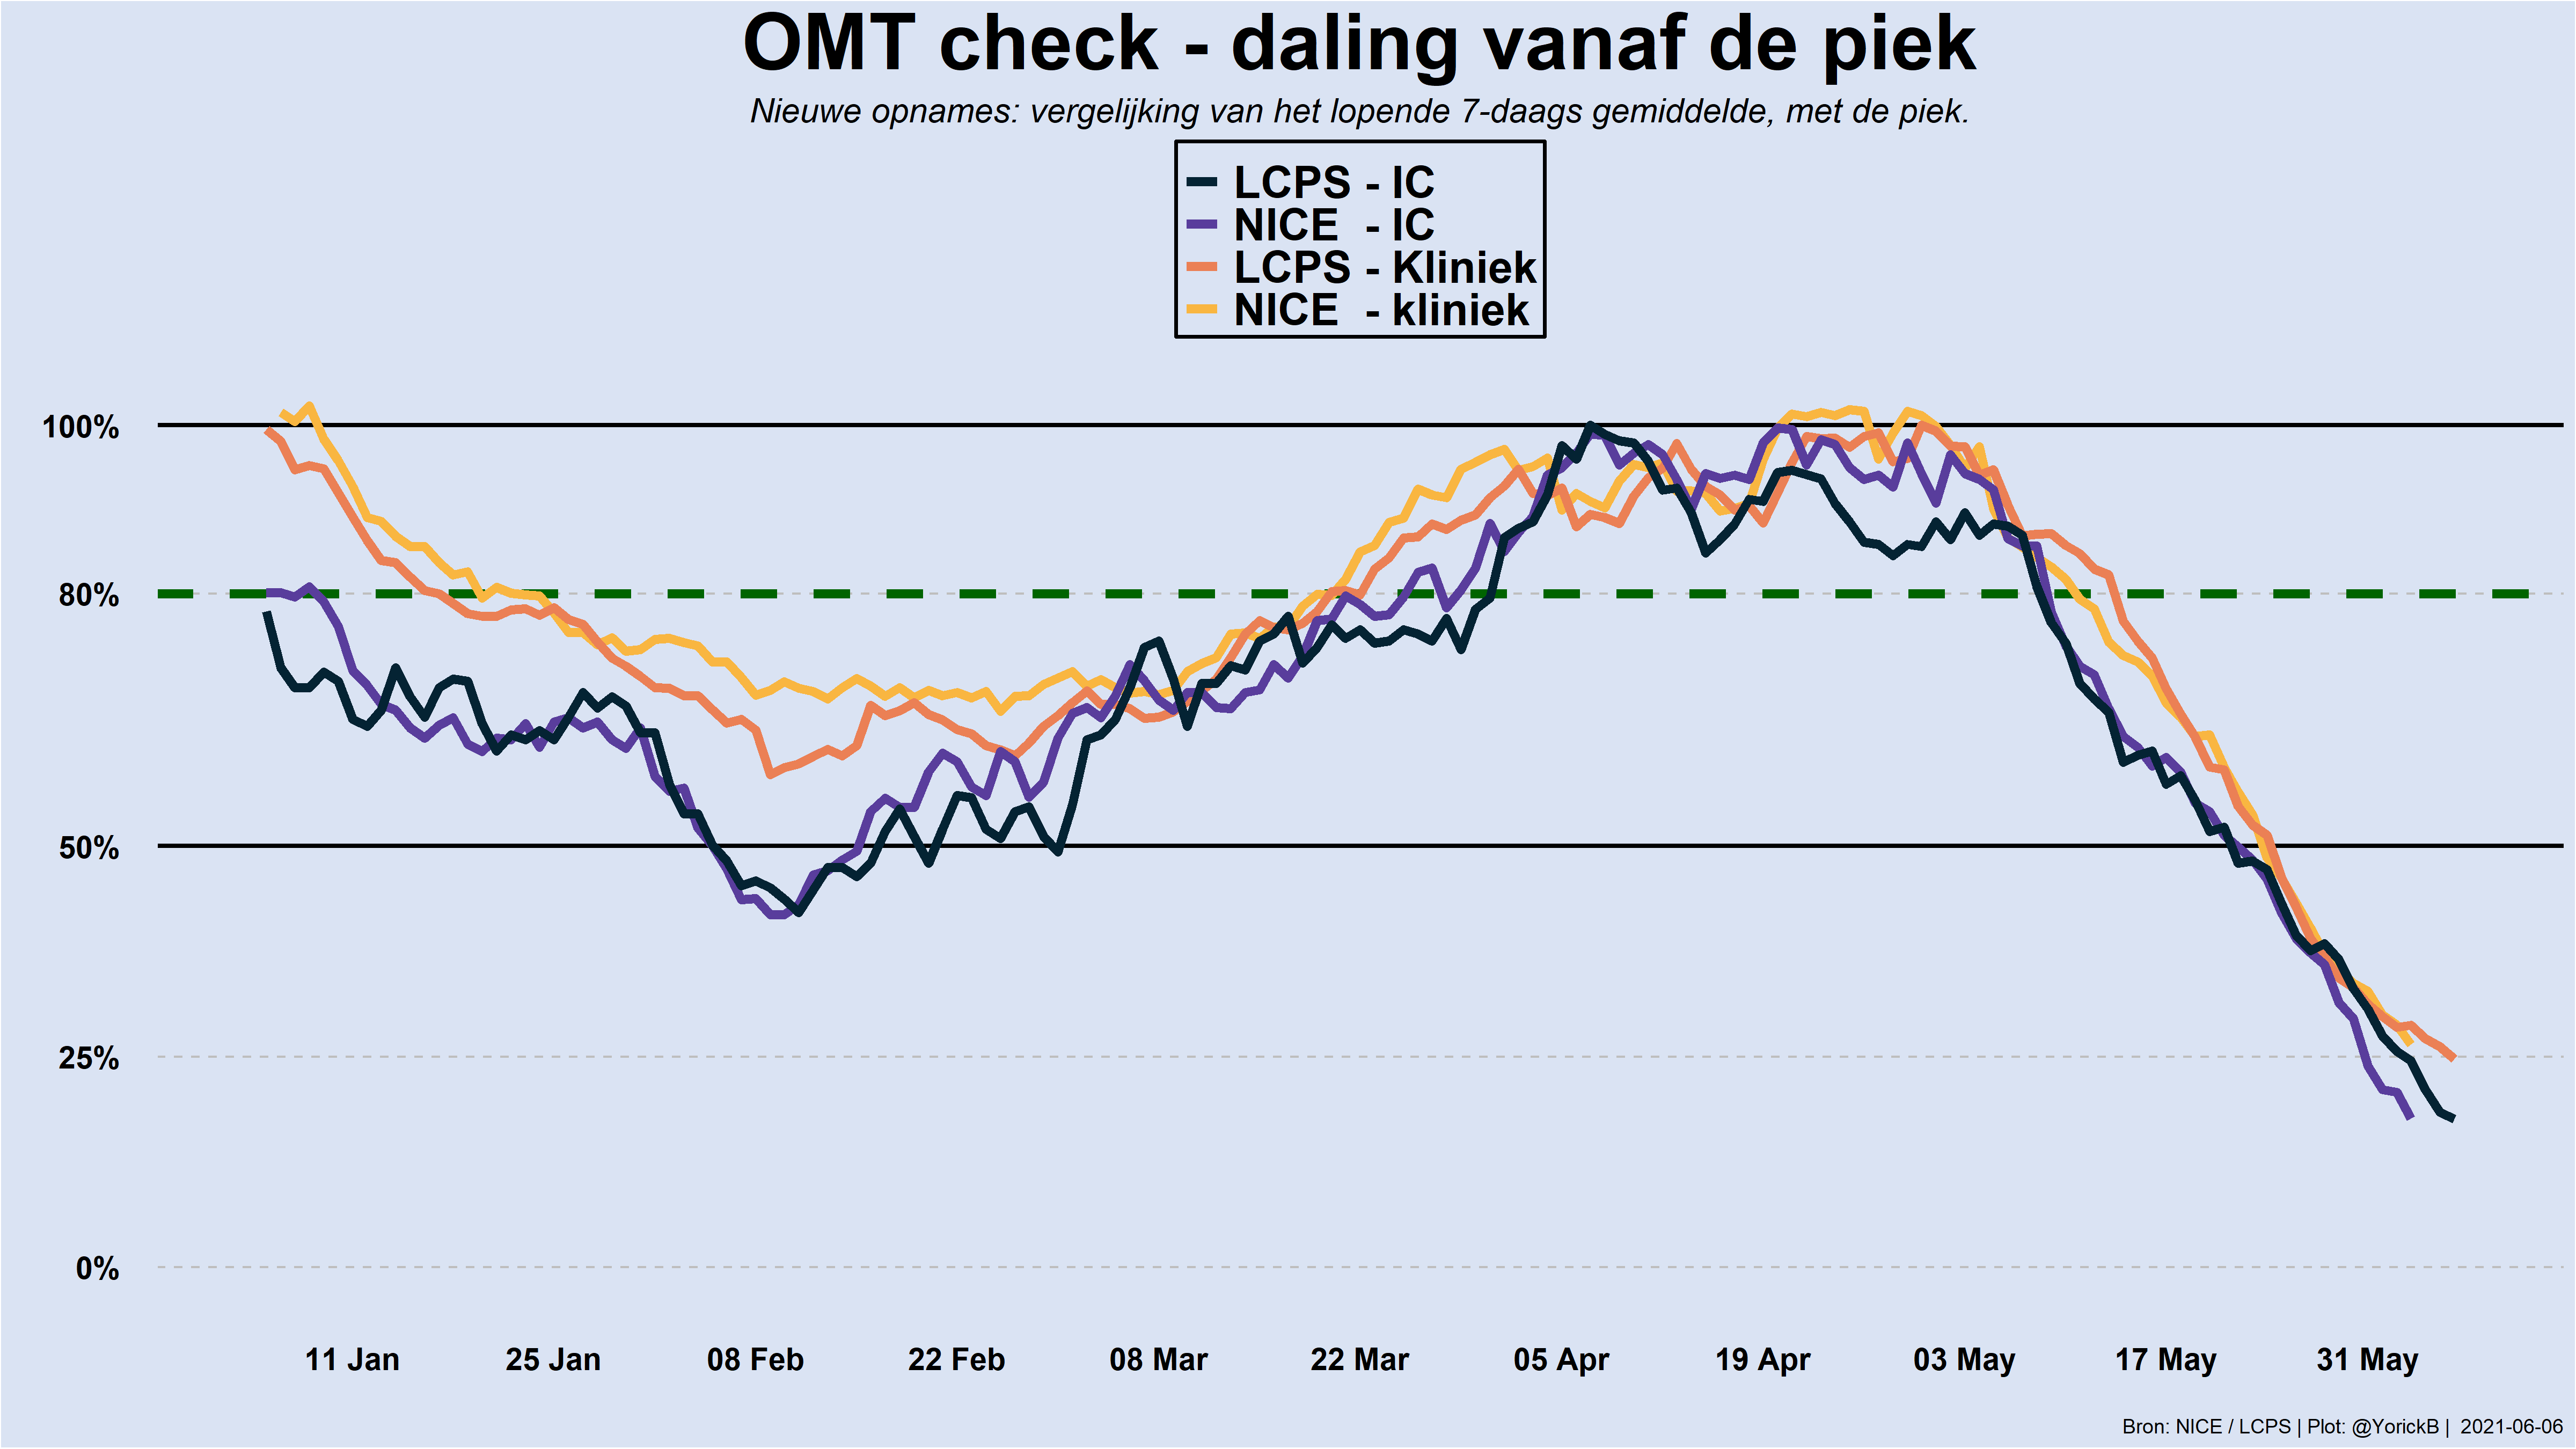 OMT check - daling vanaf de piek
Nieuwe opnames: vergelijking van het lopende 7-daags gemiddelde, met de piek.
LCPS - IC
NICE - IC
LCPS - Kliniek
NICE - kliniek
100%
80%
50%
25%
0%
11 Jan 25 Jan 08 Feb 22 Feb 08 Mar 22 Mar 05 Apr 19 Apr 03 May 17 May 31 May
Bron: NICE / LCPS | Plot: @YorickB | 2021-06-06